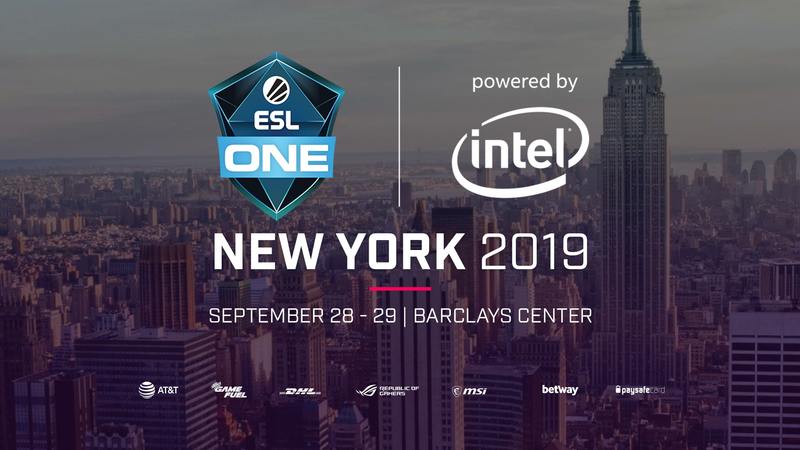 ESL
ONE
powered by
intel
NEW YORK 2019
SEPTEMBER 28 - 29 | BARCLAYS CENTER
AT&T
GAME FUEL
DHL
REPUBLIC OF GAMERS
msi
betway
paysafecard